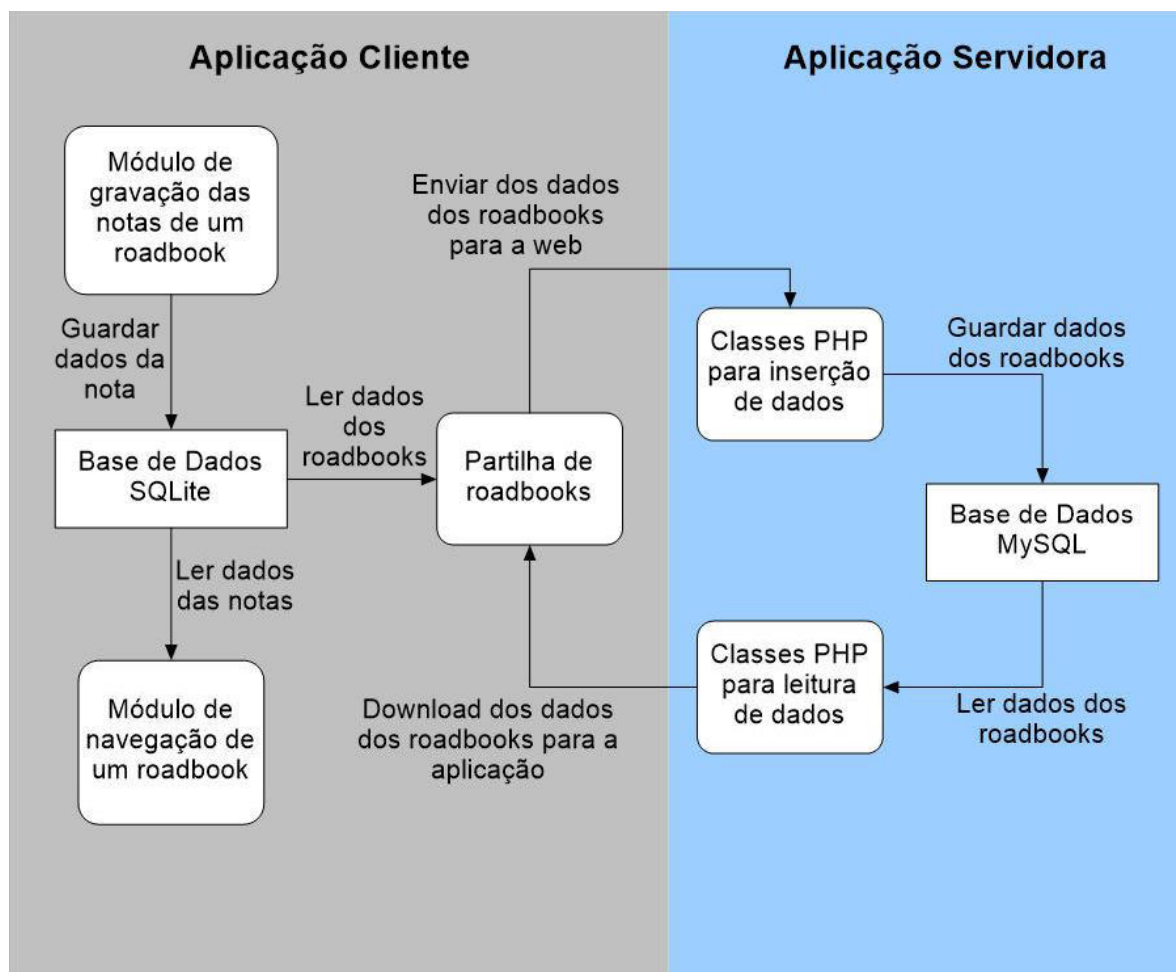 Aplicação Cliente
Aplicação Servidora
Módulo de
gravação das
notas de um
roadbook
Enviar dos dados
dos roadbooks
para a web
Guardar
dados da
nota
Ler dados
dos
roadbooks
Classes PHP
para inserção
de dados
Guardar dados
dos roadbooks
Base de Dados
SQLite
Partilha de
roadbooks
Base de Dados
MySQL
Ler dados
das notas
Módulo de
navegação de
um roadbook
Download dos dados
dos roadbooks para a
aplicação
Classes PHP
para leitura
de dados
Ler dados dos
roadbooks